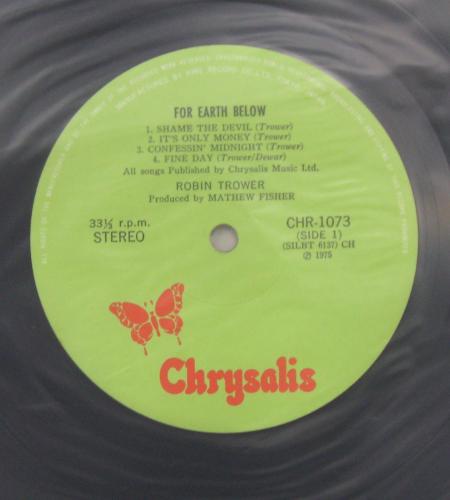 FOR EARTH BELOW
1. SHAME THE DEVIL (Trower)
2. IT'S ONLY MONEY (Trower)
3. CONFESSIN' MIDNIGHT (Trower)
4. FINE DAY (Trower/Dewar)
All songs Published by Chrysalis Music Ltd.
ROBIN TROWER
Produced by MATHEW FISHER
33⅓ r.p.m.
STEREO
CHR-1073
(SIDE 1)
(SILBT 6137) CH
Ⓟ 1975
Chrysalis